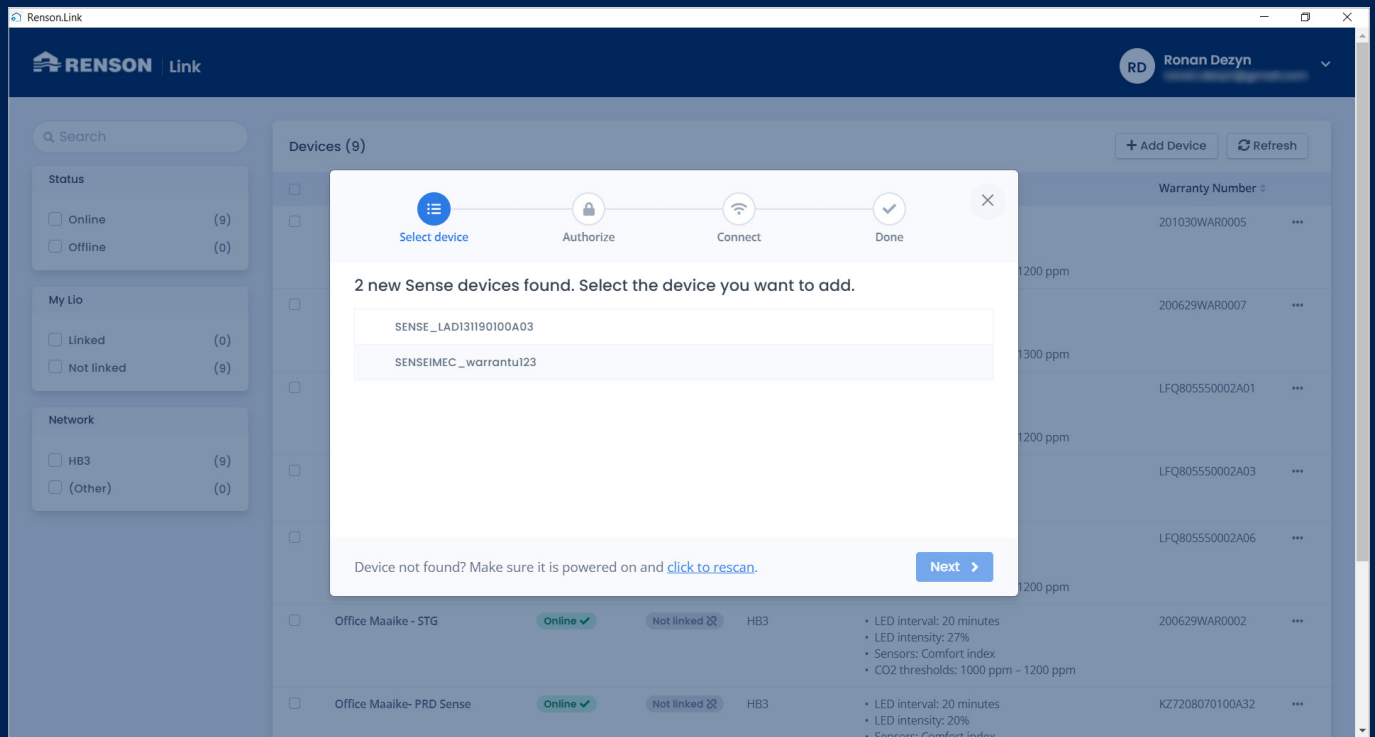 Renson.Link
RENSON Link
RD
Ronan Dezyn
Search
Status
Online (9)
Offline (0)
My Lio
Linked (0)
Not linked (9)
Network
HB3 (9)
(Other) (0)
Devices (9)
+ Add Device
Refresh
Warranty Number
201030WAR0005
1200 ppm
200629WAR0007
1300 ppm
LFQ805550002A01
1200 ppm
LFQ805550002A03
LFQ805550002A06
1200 ppm
Select device
Authorize
Connect
Done
2 new Sense devices found. Select the device you want to add.
SENSE_LAD131190100A03
SENSEIMEC_warrantu123
Device not found? Make sure it is powered on and click to rescan.
Next
Office Maaike - STG Online Not linked HB3 • LED interval: 20 minutes 200629WAR0002
• LED intensity: 27%
• Sensors: Comfort index
• CO2 thresholds: 1000 ppm – 1200 ppm
Office Maaike- PRD Sense Online Not linked HB3 • LED interval: 20 minutes KZ7208070100A32
• LED intensity: 20%
• Sensors: Comfort index